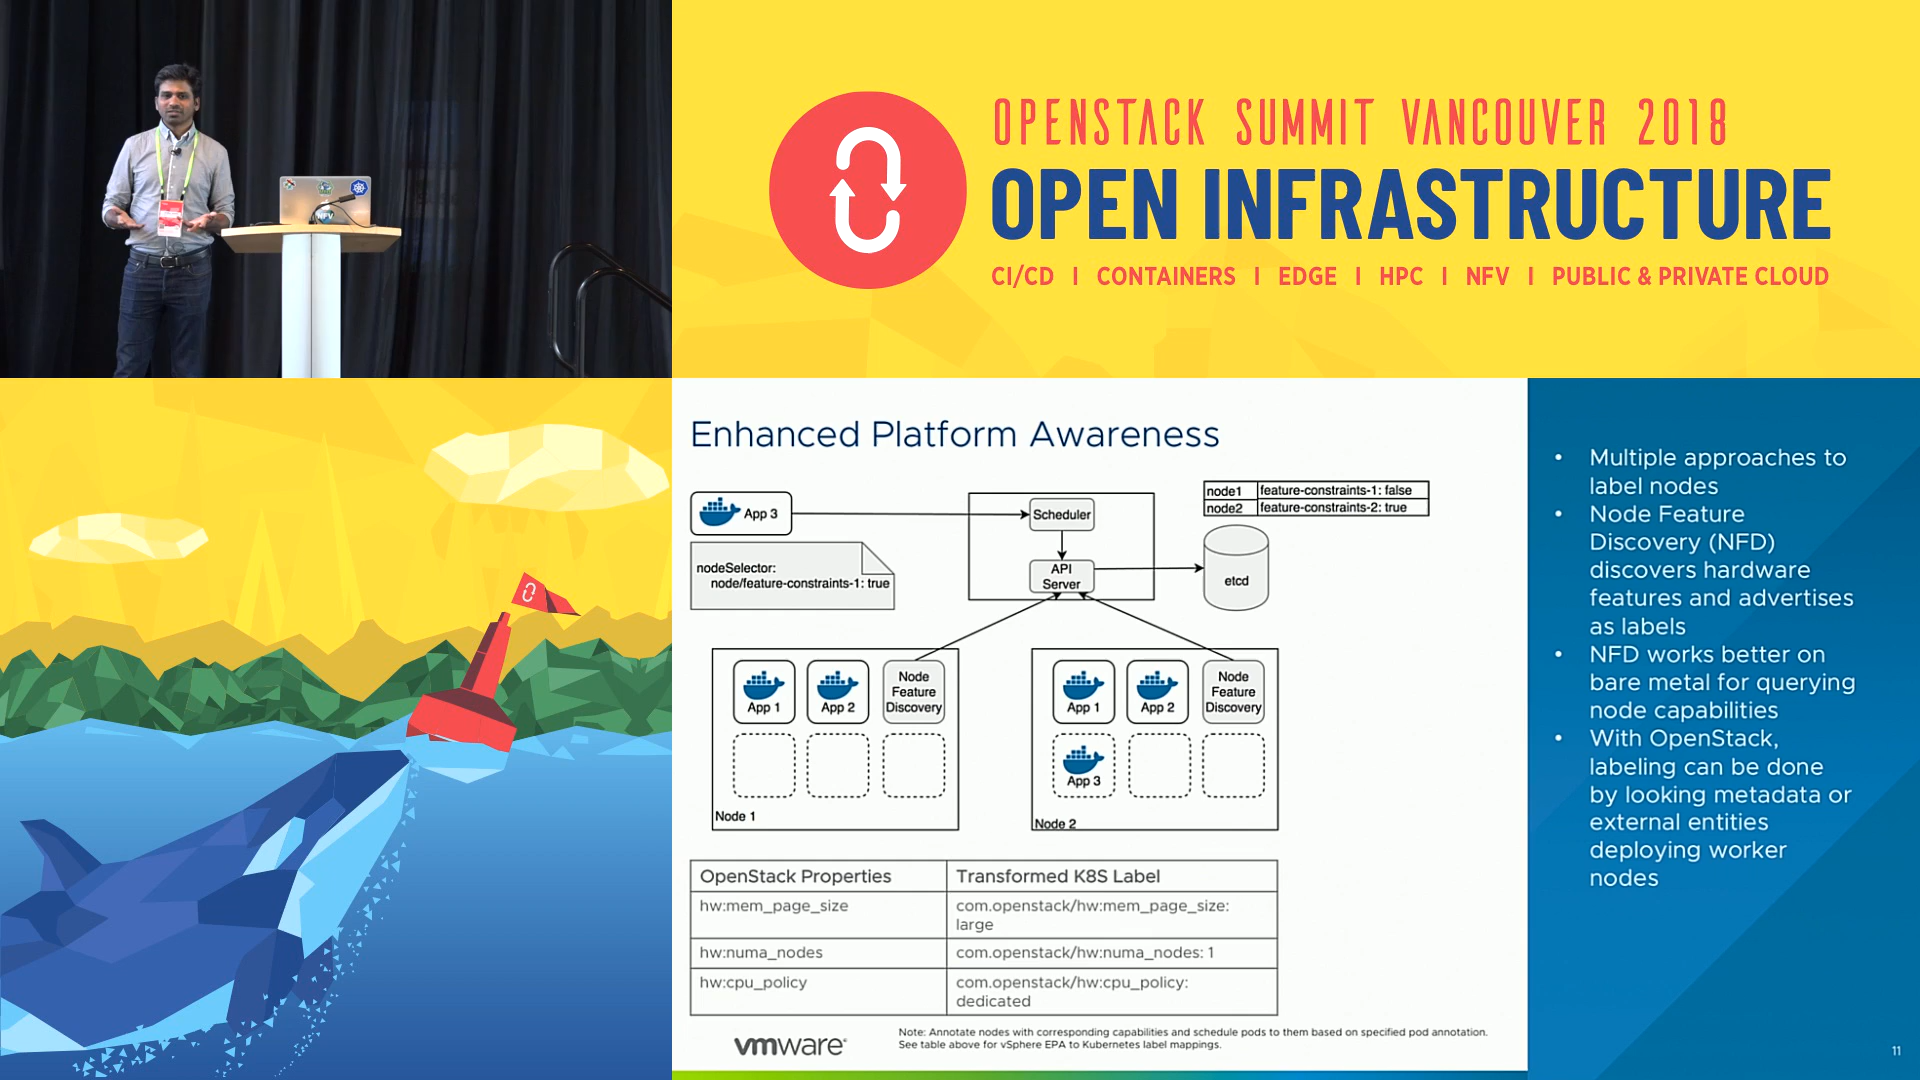 OPENSTACK SUMMIT VANCOUVER 2018
OPEN INFRASTRUCTURE
CI/CD | CONTAINERS | EDGE | HPC | NFV | PUBLIC & PRIVATE CLOUD
NFV
Enhanced Platform Awareness
App 3
Scheduler
API
Server
node1 feature-constraints-1: false
node2 feature-constraints-2: true
etcd
nodeSelector:
node/feature-constraints-1: true
App 1
App 2
Node
Feature
Discovery
Node 1
App 1
App 2
Node
Feature
Discovery
App 3
Node 2
OpenStack Properties Transformed K8S Label
hw:mem_page_size com.openstack/hw:mem_page_size:
large
hw:numa_nodes com.openstack/hw:numa_nodes: 1
hw:cpu_policy com.openstack/hw:cpu_policy:
dedicated
vmware
Note: Annotate nodes with corresponding capabilities and schedule pods to them based on specified pod annotation.
See table above for vSphere EPA to Kubernetes label mappings.
• Multiple approaches to
label nodes
• Node Feature
Discovery (NFD)
discovers hardware
features and advertises
as labels
• NFD works better on
bare metal for querying
node capabilities
• With OpenStack,
labeling can be done
by looking metadata or
external entities
deploying worker
nodes
11